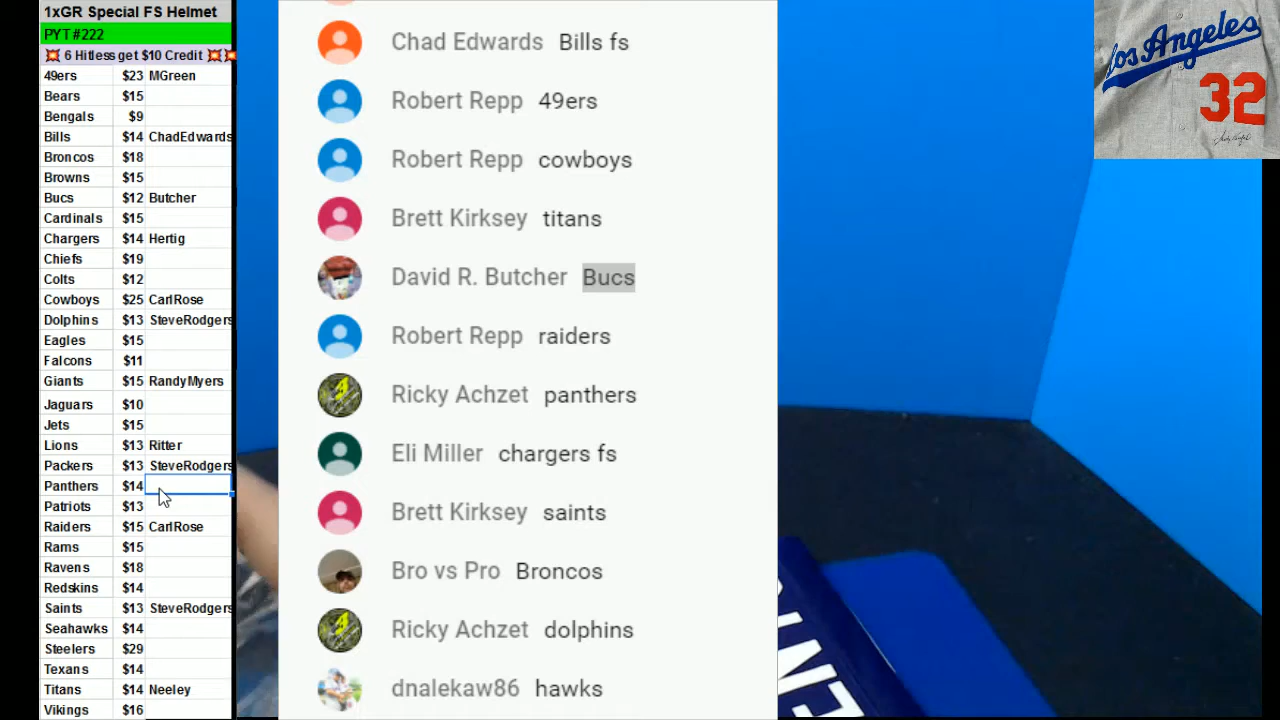 1xGR Special FS Helmet
PYT #222
6 Hitless get $10 Credit
49ers $23 MGreen
Bears $15
Bengals $9
Bills $14 ChadEdwards
Broncos $18
Browns $15
Bucs $12 Butcher
Cardinals $15
Chargers $14 Hertig
Chiefs $19
Colts $12
Cowboys $25 CarlRose
Dolphins $13 SteveRodgers
Eagles $15
Falcons $11
Giants $15 RandyMyers
Jaguars $10
Jets $15
Lions $13 Ritter
Packers $13 SteveRodgers
Panthers $14
Patriots $13
Raiders $15 CarlRose
Rams $15
Ravens $18
Redskins $14
Saints $13 SteveRodgers
Seahawks $14
Steelers $29
Texans $14
Titans $14 Neeley
Vikings $16
Chad Edwards Bills fs
Robert Repp 49ers
Robert Repp cowboys
Brett Kirksey titans
David R. Butcher Bucs
Robert Repp raiders
Ricky Achzet panthers
Eli Miller chargers fs
Brett Kirksey saints
Bro vs Pro Broncos
Ricky Achzet dolphins
dnalekaw86 hawks
Los Angeles
32